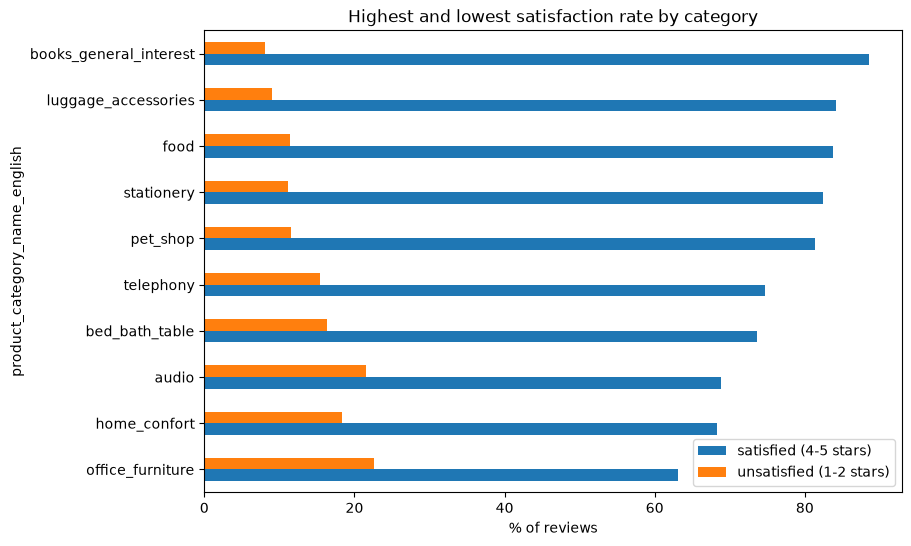 Highest and lowest satisfaction rate by category
product_category_name_english
books_general_interest
luggage_accessories
food
stationery
pet_shop
telephony
bed_bath_table
audio
home_confort
office_furniture
satisfied (4-5 stars)
unsatisfied (1-2 stars)
0 20 40 60 80
% of reviews